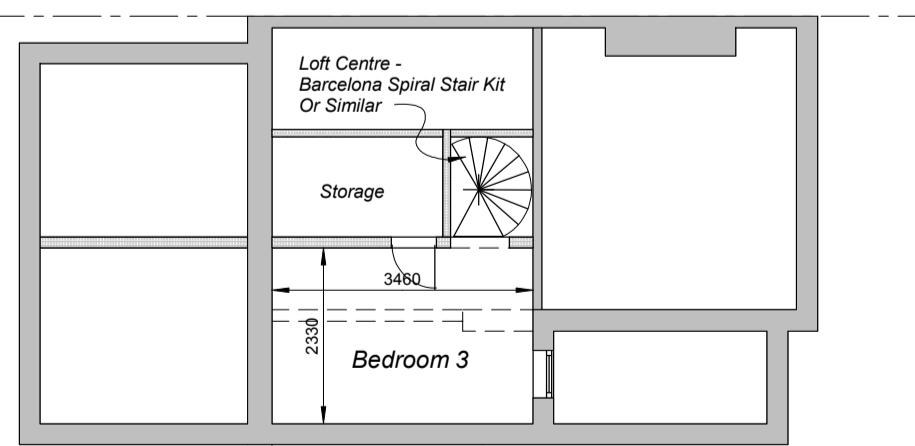 Loft Centre -
Barcelona Spiral Stair Kit
Or Similar
Storage
3460
2330
Bedroom 3